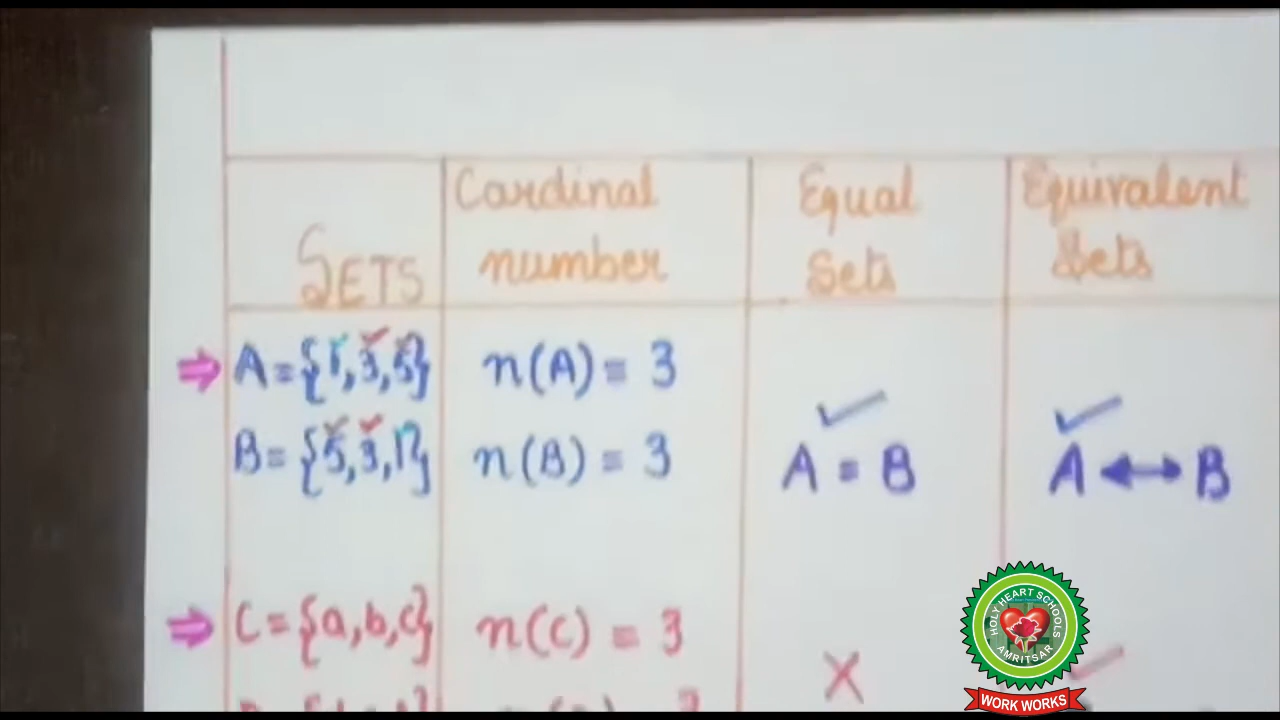 SETS
Cardinal number
Equal Sets
Equivalent Sets
A = {1, 3, 5}
n(A) = 3
B = {5, 3, 1}
n(B) = 3
A = B
A ↔ B
C = { , b, c}
n(C) = 3
HOLY HEART SCHOOLS
AMRITSAR
WORK WORKS